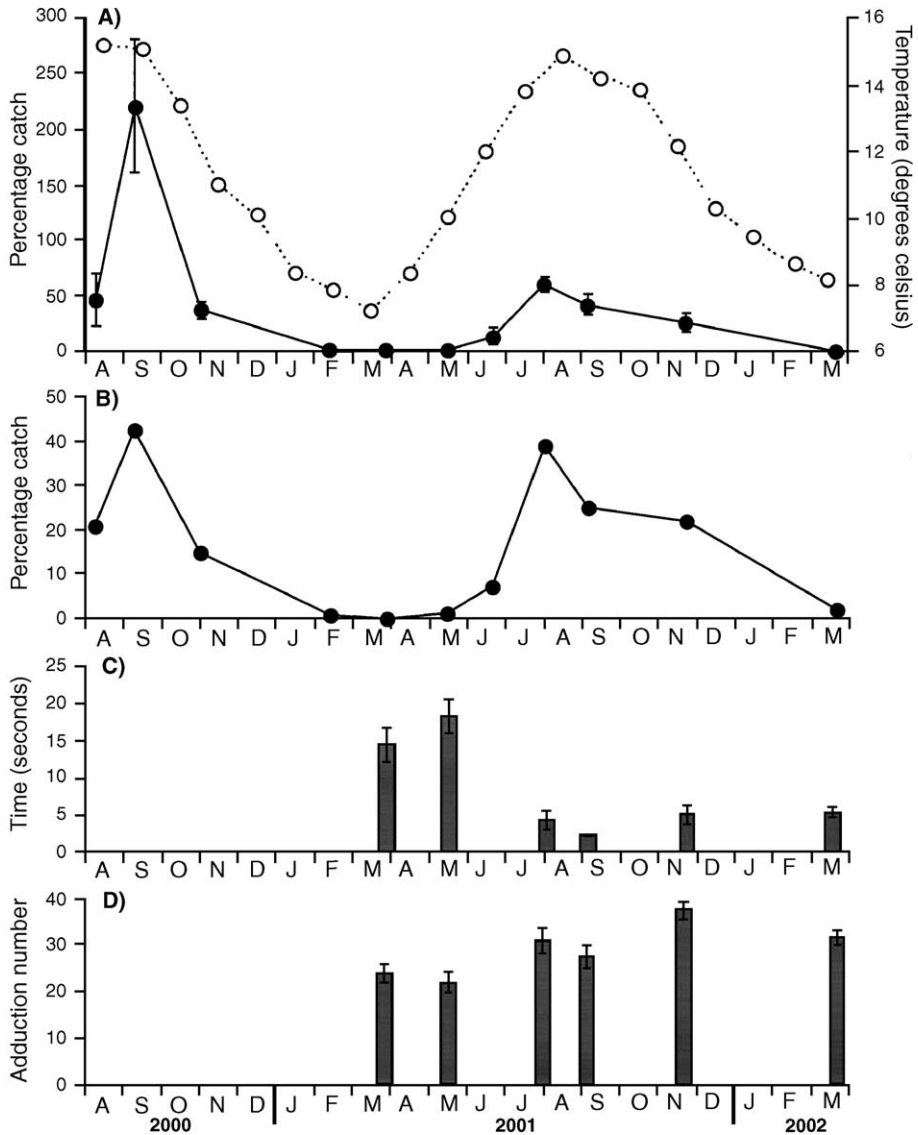 A)
300
250
200
150
100
50
0
Percentage catch
16
14
12
10
8
6
Temperature (degrees celsius)
A S O N D J F M A M J J A S O N D J F M
B)
50
40
30
20
10
0
Percentage catch
A S O N D J F M A M J J A S O N D J F M
C)
25
20
15
10
5
0
Time (seconds)
A S O N D J F M A M J J A S O N D J F M
D)
40
30
20
10
0
Adduction number
A S O N D J F M A M J J A S O N D J F M
2000 2001 2002